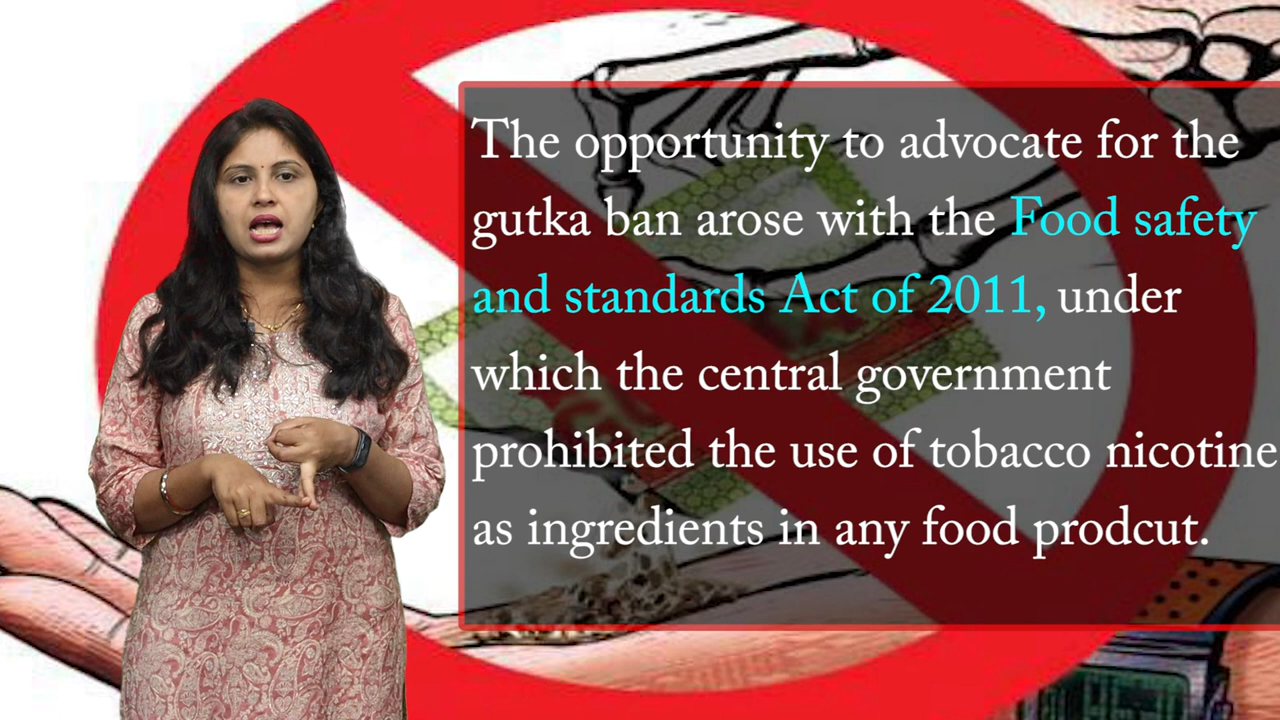 The opportunity to advocate for the
gutka ban arose with the Food safety
and standards Act of 2011, under
which the central government
prohibited the use of tobacco nicotine
as ingredients in any food prodcut.